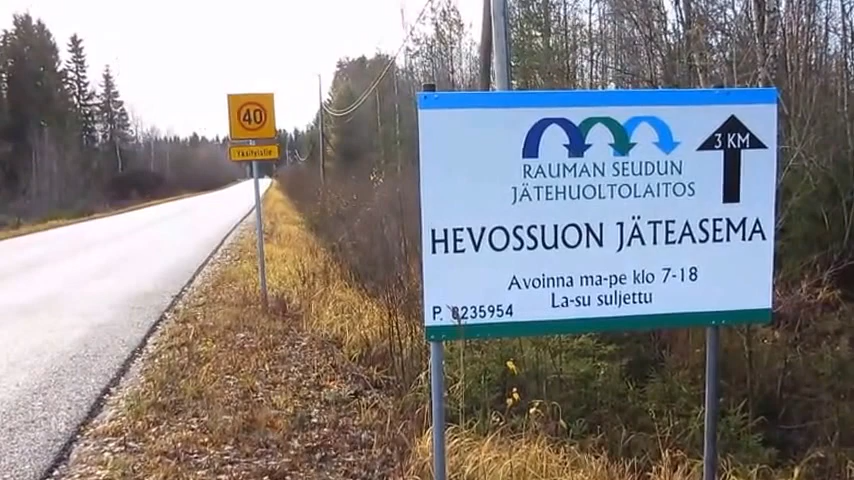 40
Yksityistie
3 KM
RAUMAN SEUDUN
JÄTEHUOLTOLAITOS
HEVOSSUON JÄTEASEMA
Avoinna ma-pe klo 7-18
La-su suljettu
P. 8235954